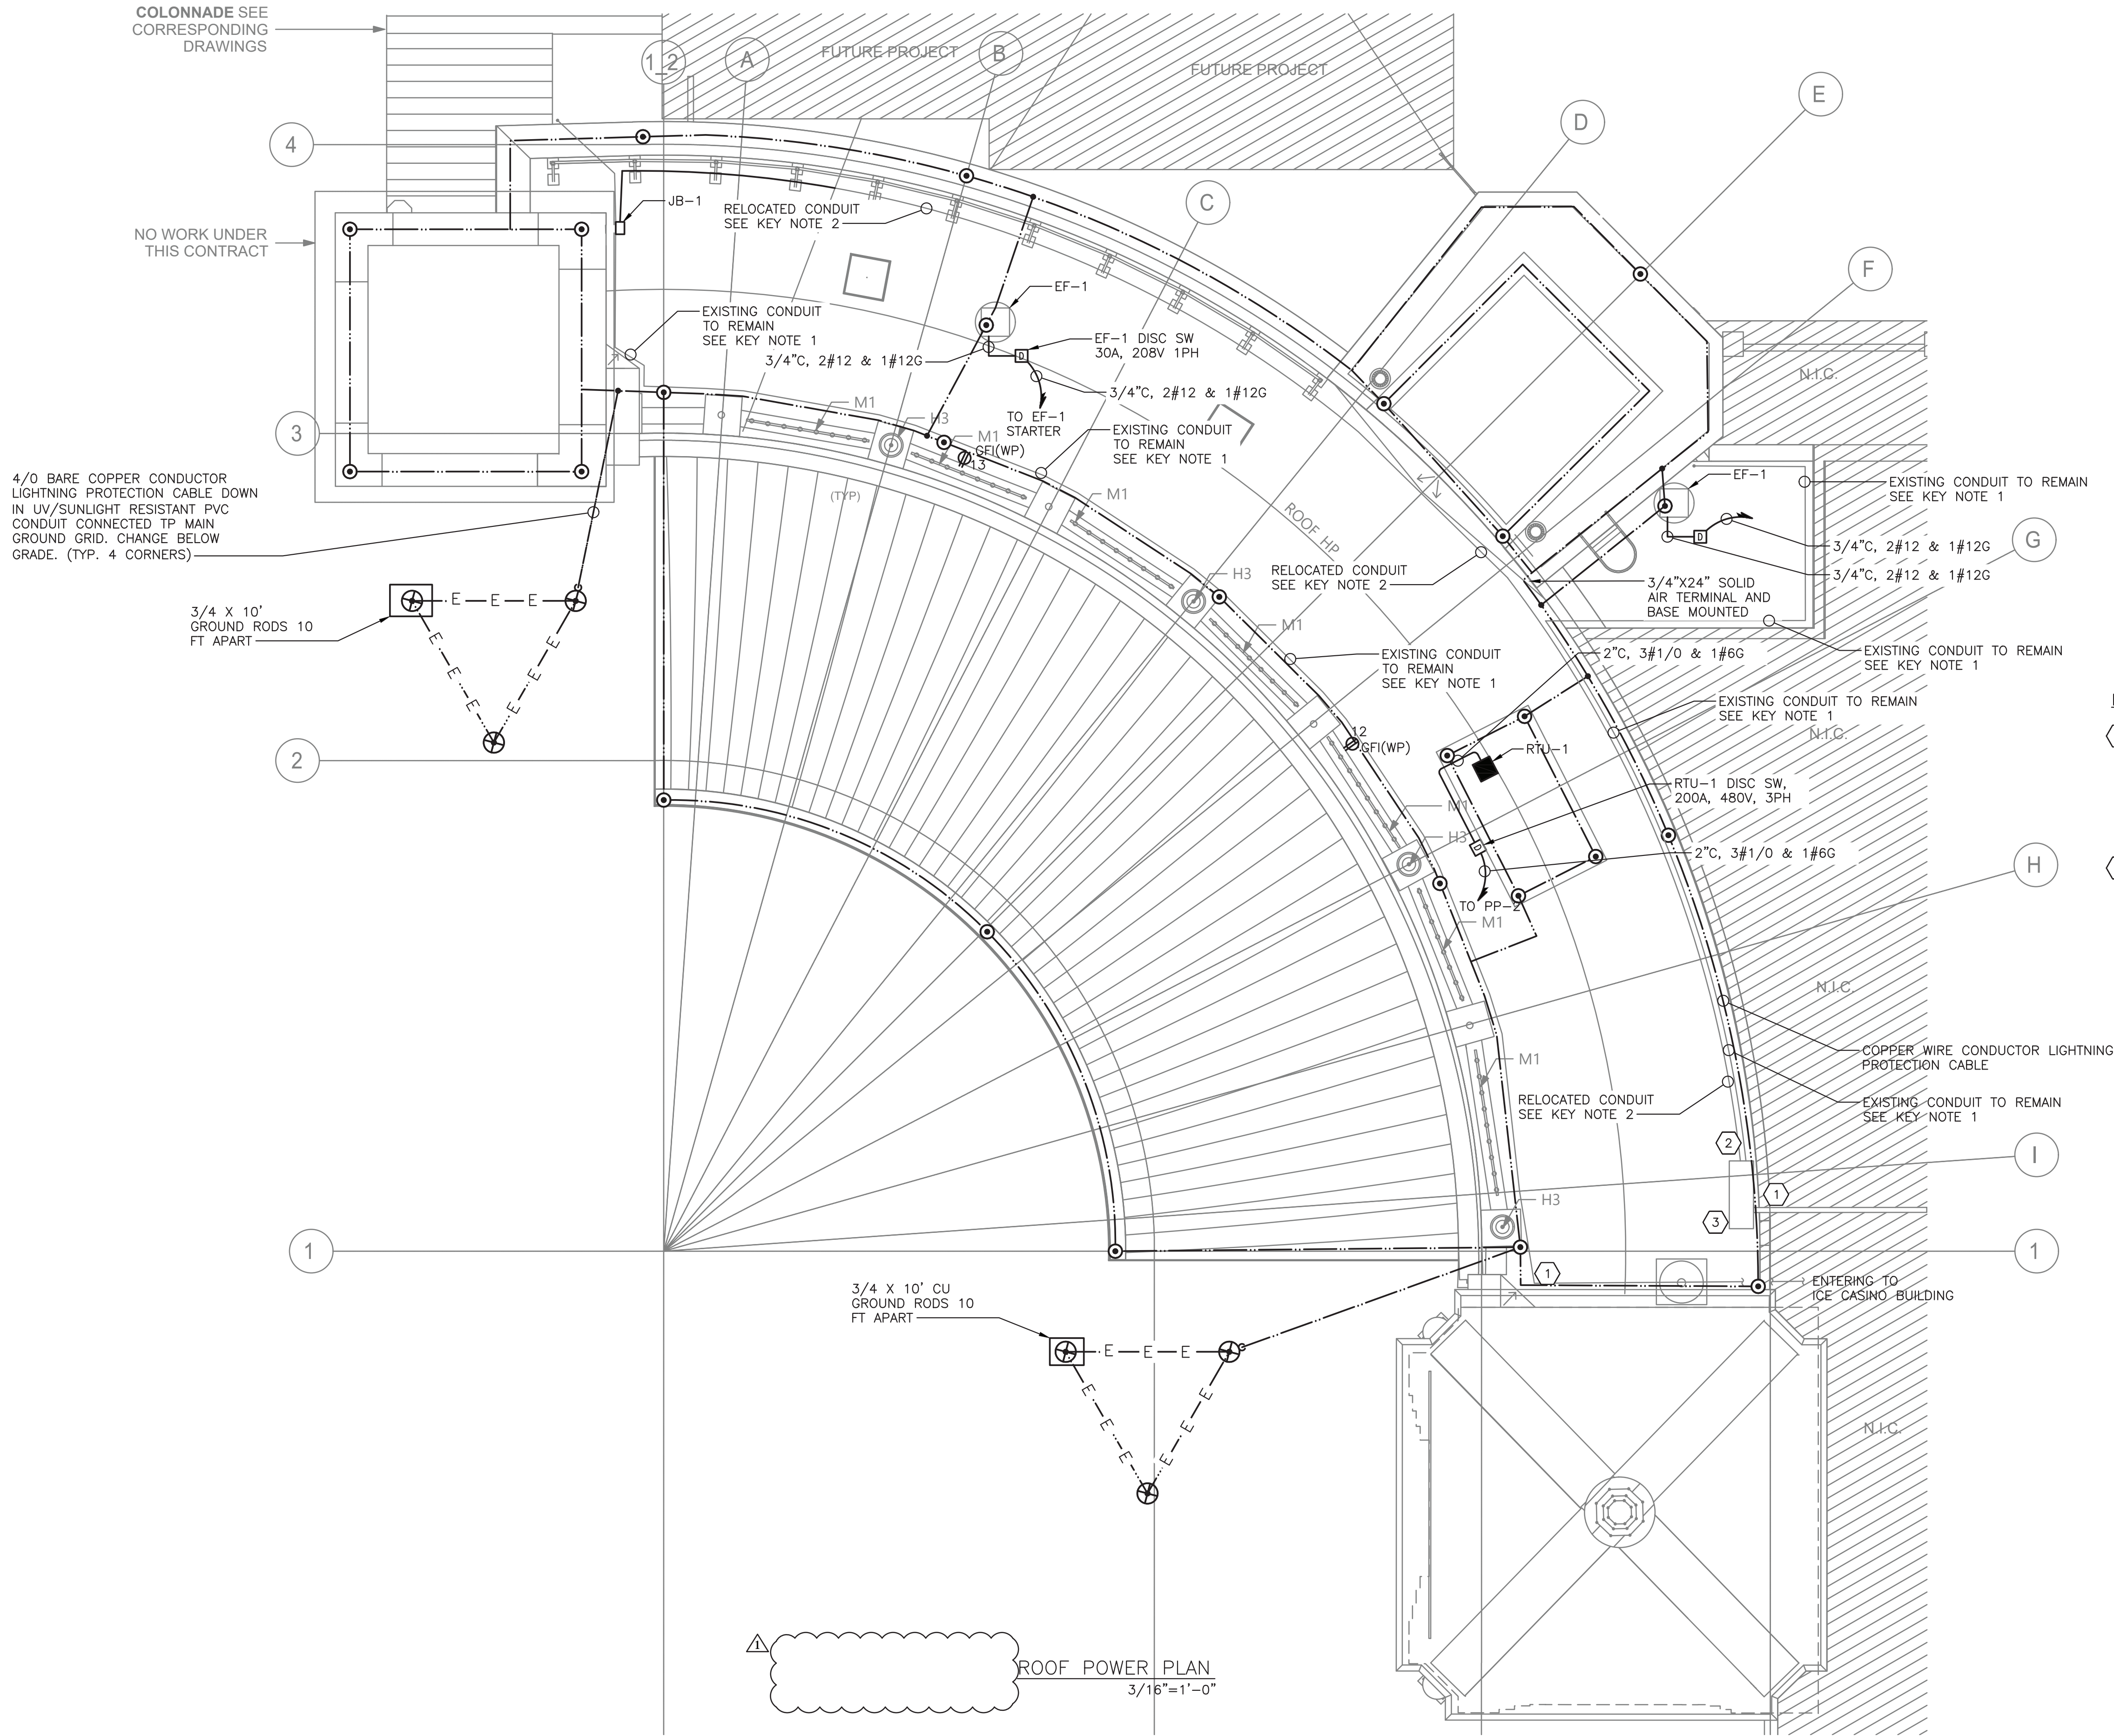 COLONNADE SEE
CORRESPONDING
DRAWINGS
1_2
A
FUTURE PROJECT
B
FUTURE PROJECT
E
D
4
JB-1
RELOCATED CONDUIT
SEE KEY NOTE 2
C
NO WORK UNDER
THIS CONTRACT
F
EF-1
EXISTING CONDUIT
TO REMAIN
SEE KEY NOTE 1
EF-1 DISC SW
30A, 208V 1PH
3/4"C, 2#12 & 1#12G
N.I.C.
3/4"C, 2#12 & 1#12G
TO EF-1
STARTER
M1
H3
3
M1
GFI(WP)
13
EXISTING CONDUIT
TO REMAIN
SEE KEY NOTE 1
4/0 BARE COPPER CONDUCTOR
LIGHTNING PROTECTION CABLE DOWN
IN UV/SUNLIGHT RESISTANT PVC
CONDUIT CONNECTED TP MAIN
GROUND GRID. CHANGE BELOW
GRADE. (TYP. 4 CORNERS)
(TYP)
M1
ROOF HP
EF-1
EXISTING CONDUIT TO REMAIN
SEE KEY NOTE 1
D
D
G
3/4"C, 2#12 & 1#12G
3/4"C, 2#12 & 1#12G
RELOCATED CONDUIT
SEE KEY NOTE 2
H3
3/4"X24" SOLID
AIR TERMINAL AND
BASE MOUNTED
3/4 X 10'
GROUND RODS 10
FT APART
E E E
E E E
E E E
M1
EXISTING CONDUIT
TO REMAIN
SEE KEY NOTE 1
2"C, 3#1/0 & 1#6G
EXISTING CONDUIT TO REMAIN
SEE KEY NOTE 1
EXISTING CONDUIT TO REMAIN
SEE KEY NOTE 1
N.I.C.
12
GFI(WP)
RTU-1
2
RTU-1 DISC SW,
200A, 480V, 3PH
M1
H3
D
2"C, 3#1/0 & 1#6G
H
TO PP-2
M1
N.I.C.
COPPER WIRE CONDUCTOR LIGHTNING
PROTECTION CABLE
M1
RELOCATED CONDUIT
SEE KEY NOTE 2
EXISTING CONDUIT TO REMAIN
SEE KEY NOTE 1
2
I
1
H3
3
1
1
1
ENTERING TO
ICE CASINO BUILDING
3/4 X 10' CU
GROUND RODS 10
FT APART
E E E
E E E
E E E
N.I.C.
1
ROOF POWER PLAN
3/16"=1'-0"